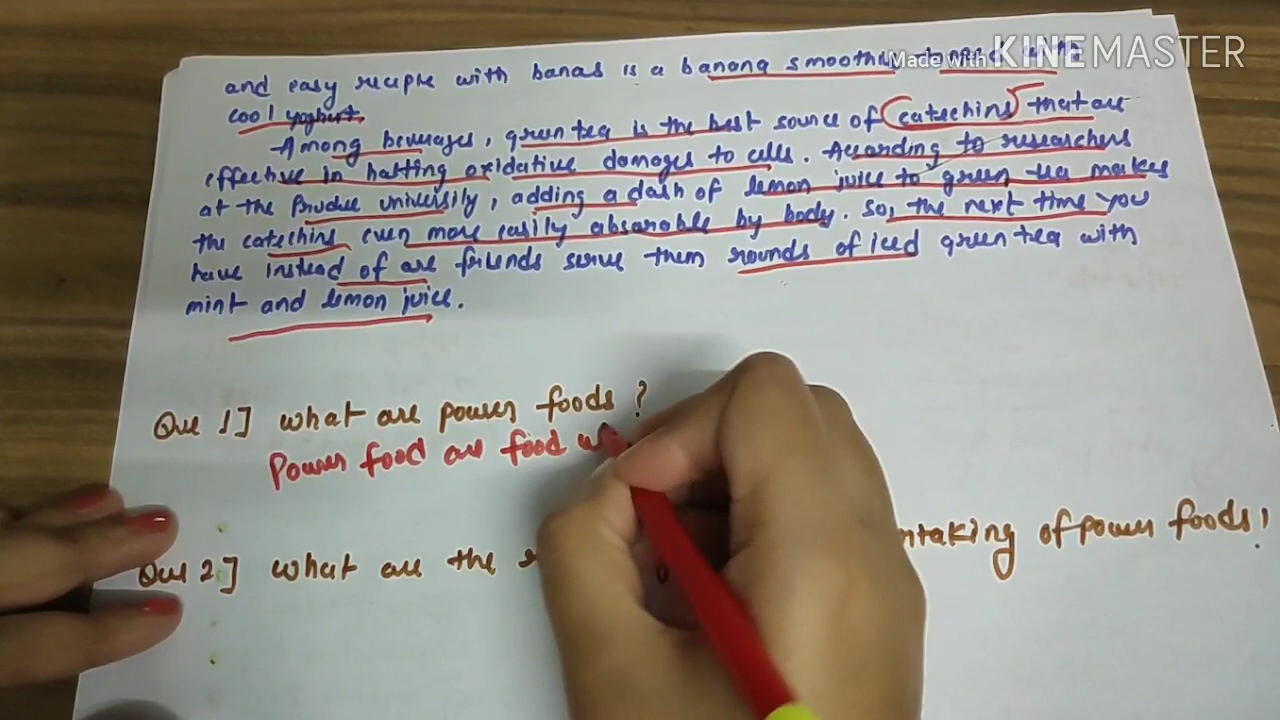 and easy recipe with banas is a banana smoothie
Made with KINEMASTER
cool yoghurt.
Among beverages, green tea is the best source of (catechins) that are
effective in halting oxidative damages to cells. According to researchers
at the Prudue university, adding a dash of lemon juice to green tea makes
the catechins even more easily absorable by body. So, the next time you
have instead of are friends serve them rounds of iced green tea with
mint and lemon juice.
Que 1] What are power foods ?
Power food are food
Que 2] What are the
ntaking of power foods,